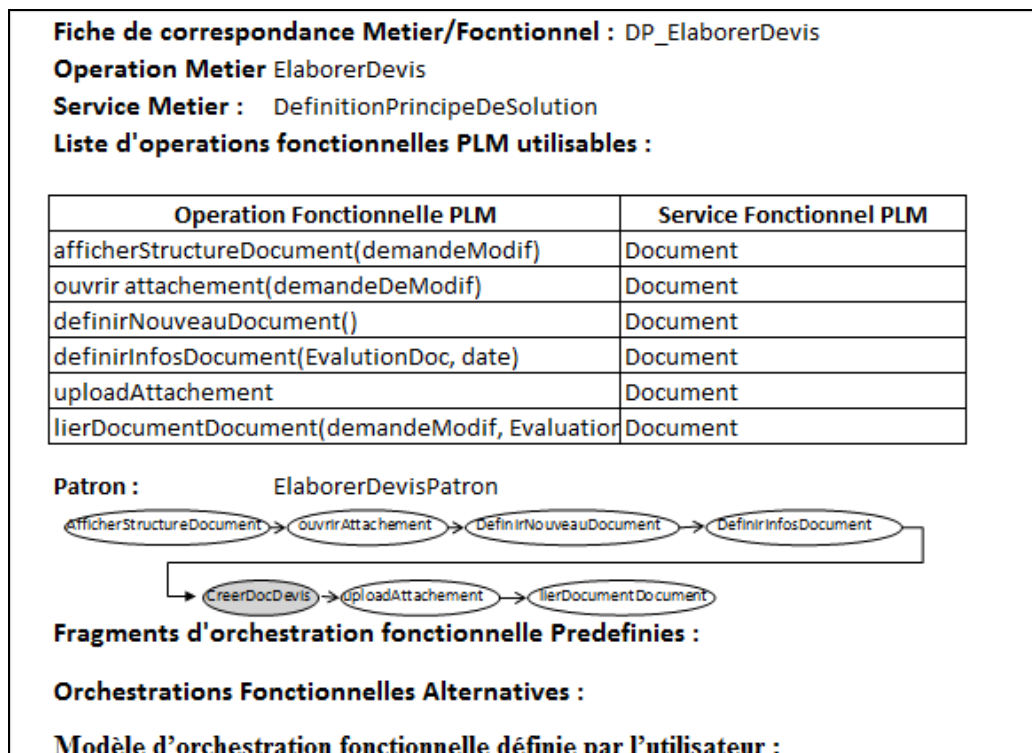 Fiche de correspondance Metier/Focntionnel : DP_ElaborerDevis
Operation Metier ElaborerDevis
Service Metier : DefinitionPrincipeDeSolution
Liste d'operations fonctionnelles PLM utilisables :
Operation Fonctionnelle PLM Service Fonctionnel PLM
afficherStructureDocument(demandeModif) Document
ouvrir attachement(demandeDeModif) Document
definirNouveauDocument() Document
definirInfosDocument(EvalutionDoc, date) Document
uploadAttachement Document
lierDocumentDocument(demandeModif, Evaluation Document
Patron : ElaborerDevisPatron
AfficherStructureDocument ouvrirAttachement DefinirNouveauDocument DefinirInfosDocument
CreerDocDevis uploadAttachement lierDocumentDocument
Fragments d'orchestration fonctionnelle Predefinies :
Orchestrations Fonctionnelles Alternatives :
Modèle d'orchestration fonctionnelle définie par l'utilisateur :